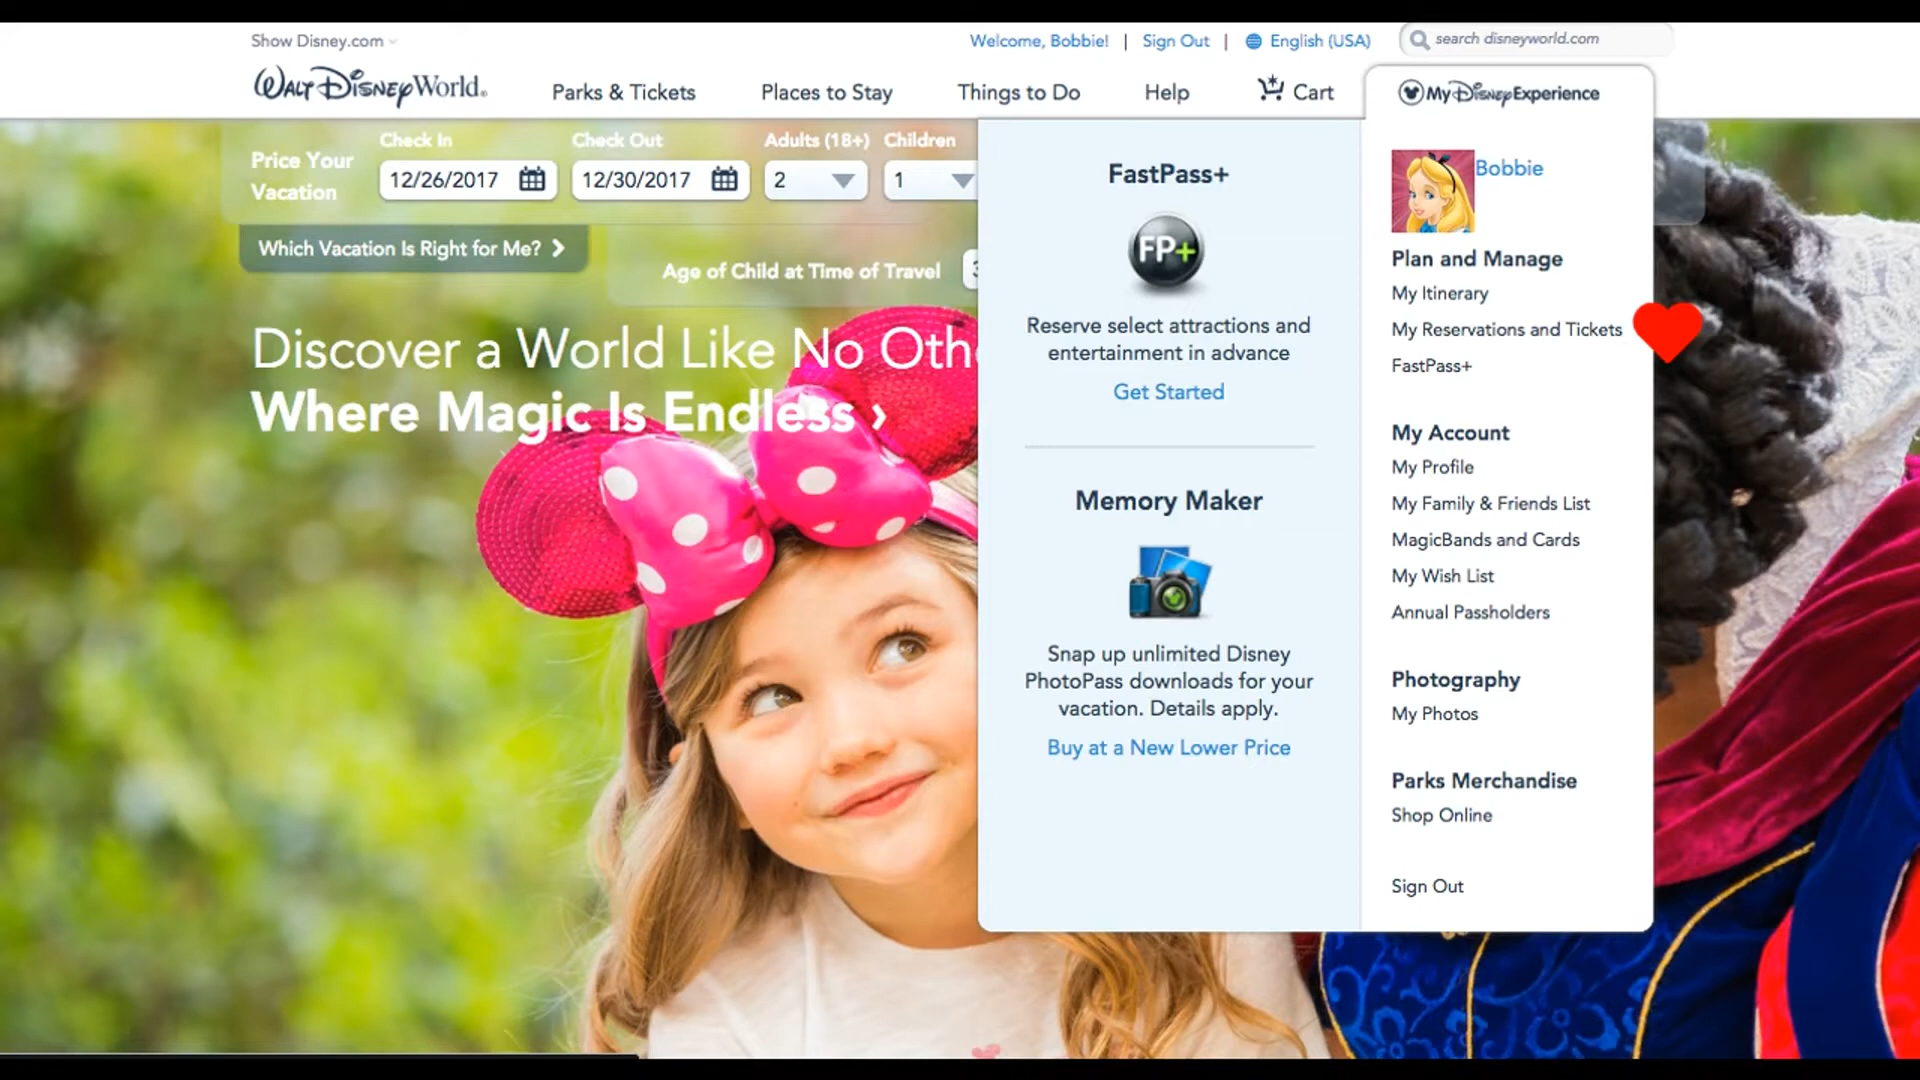 Show Disney.com
Welcome, Bobbie! | Sign Out | English (USA)
search disneyworld.com
Walt Disney World.
Parks & Tickets
Places to Stay
Things to Do
Help
Cart
My Disney Experience
Price Your
Vacation
Check In
12/26/2017
Check Out
12/30/2017
Adults (18+)
2
Children
1
Which Vacation Is Right for Me?
Age of Child at Time of Travel
Discover a World Like No
Where Magic Is Endless ›
FastPass+
FP+
Reserve select attractions and
entertainment in advance
Get Started
Memory Maker
Snap up unlimited Disney
PhotoPass downloads for your
vacation. Details apply.
Buy at a New Lower Price
Bobbie
Plan and Manage
My Itinerary
My Reservations and Tickets
FastPass+
My Account
My Profile
My Family & Friends List
MagicBands and Cards
My Wish List
Annual Passholders
Photography
My Photos
Parks Merchandise
Shop Online
Sign Out